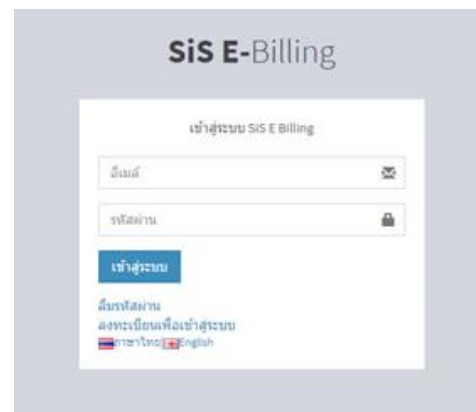 SiS E-Billing
เข้าสู่ระบบ SiS E Billing
อีเมล์
รหัสผ่าน
เข้าสู่ระบบ
ลืมรหัสผ่าน
ลงทะเบียนเพื่อเข้าสู่ระบบ
ภาษาไทย|English